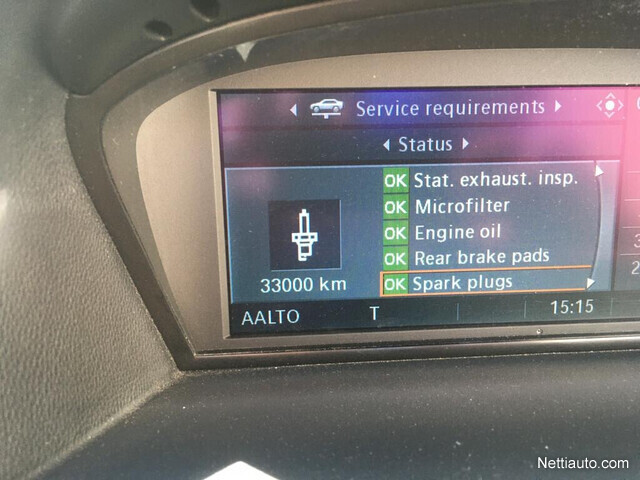 Service requirements
Status
OK Stat. exhaust. insp.
OK Microfilter
OK Engine oil
OK Rear brake pads
OK Spark plugs
33000 km
AALTO T 15:15
Nettiauto.com